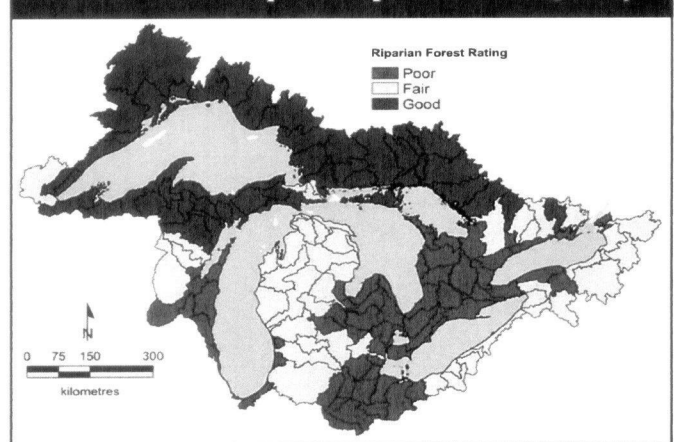 Riparian Forest Rating
Poor
Fair
Good
N
0 75 150 300
kilometres